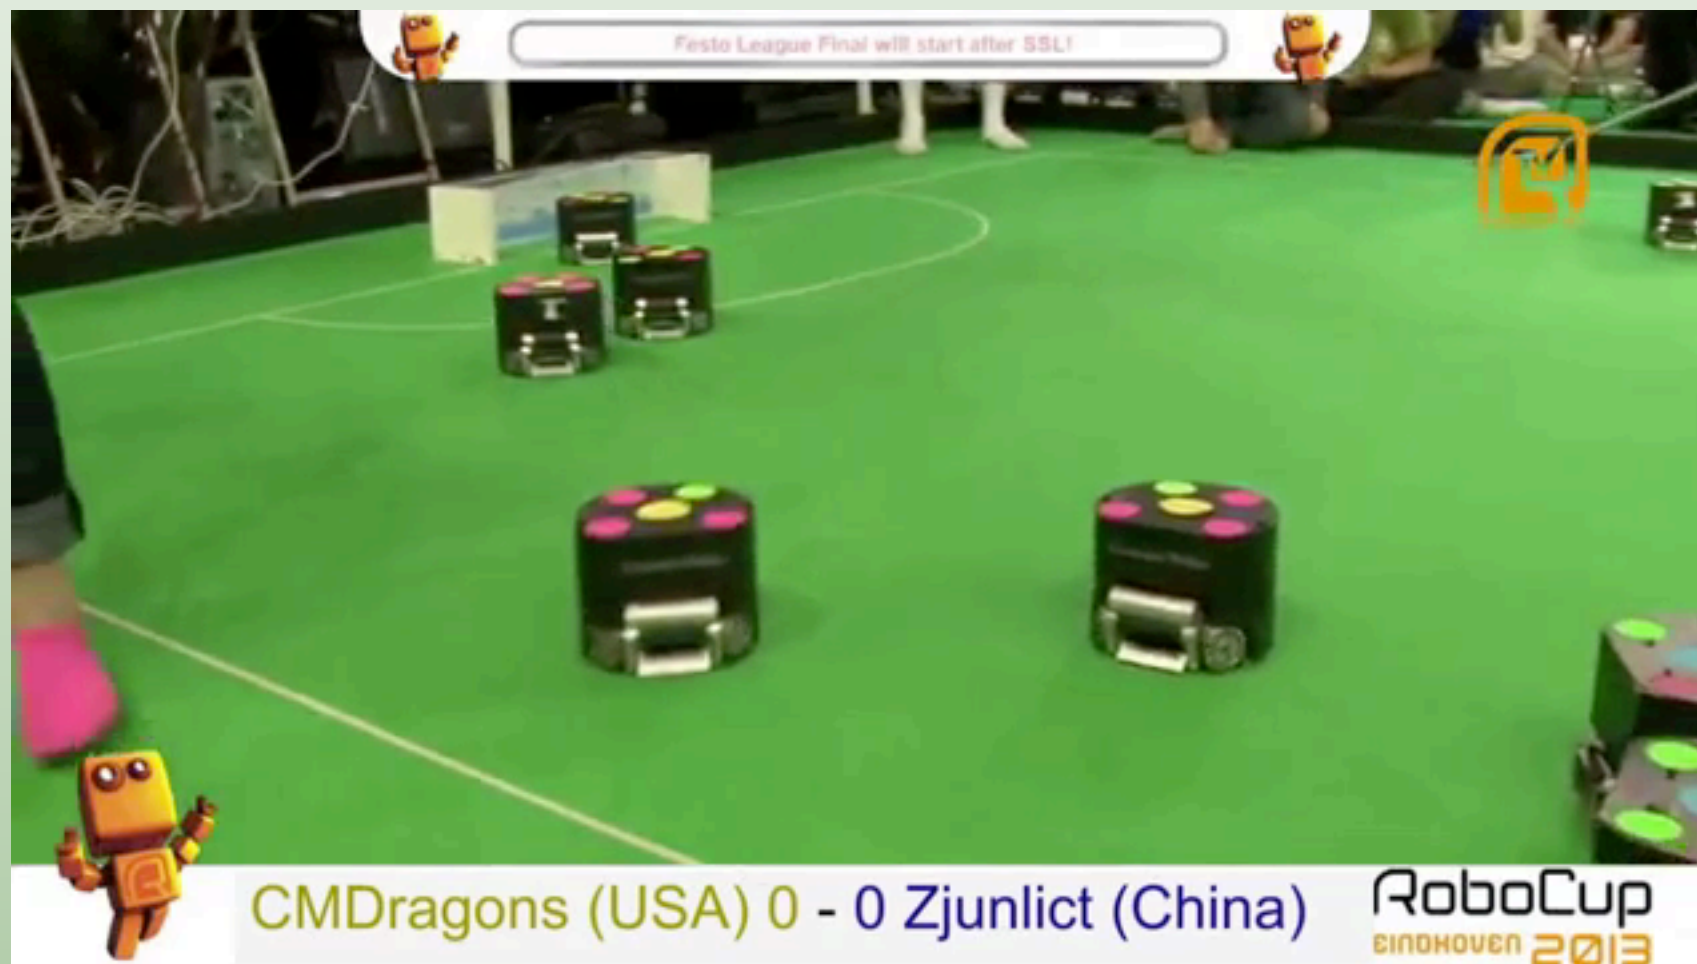 Festo League Final will start after SSL!
CMDragons (USA) 0 - 0 Zjunlict (China)
RoboCup
EINDHOVEN 2013